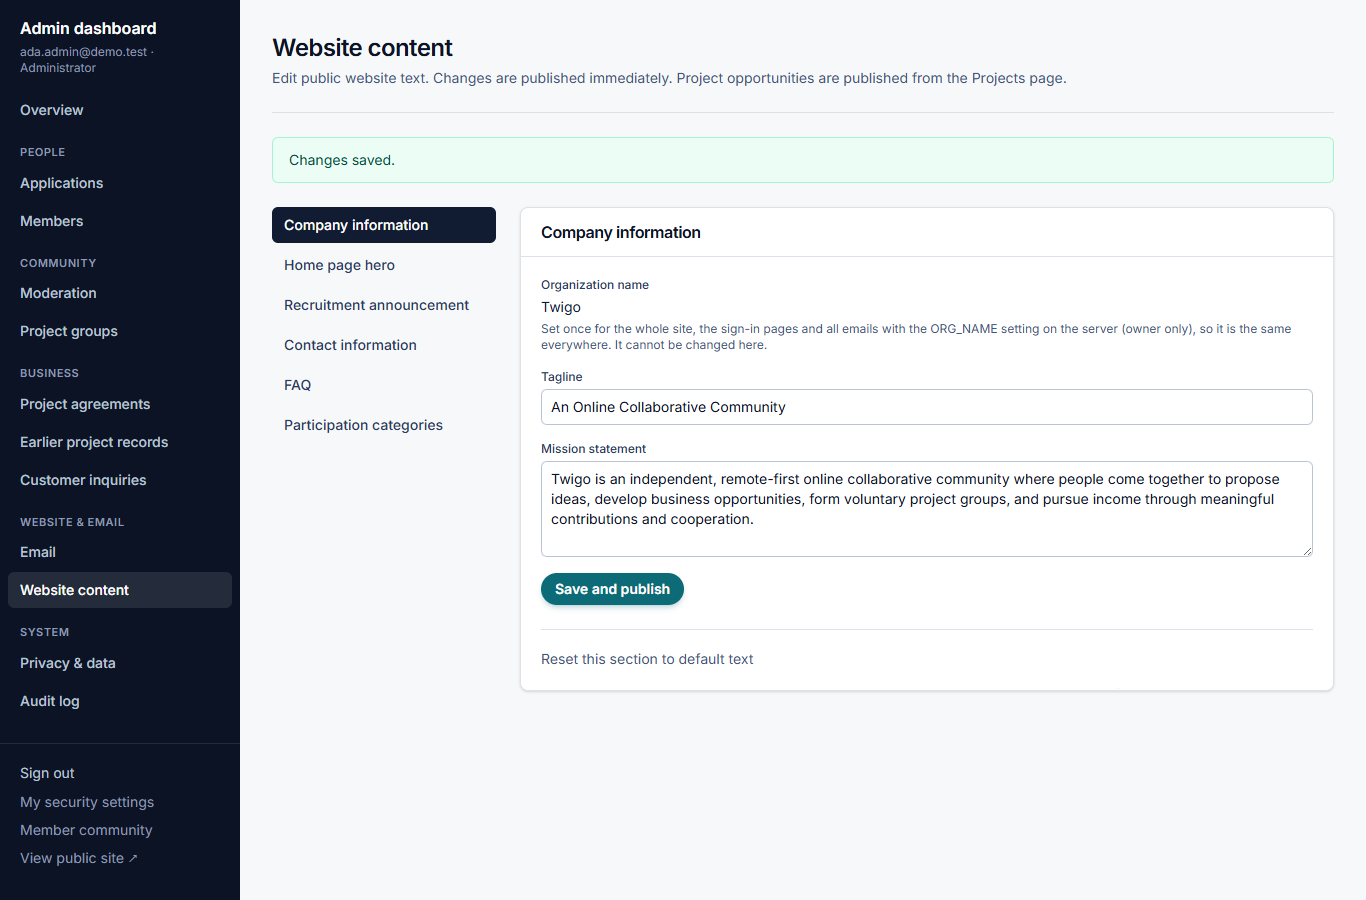 Admin dashboard
ada.admin@demo.test ·
Administrator
Overview
PEOPLE
Applications
Members
COMMUNITY
Moderation
Project groups
BUSINESS
Project agreements
Earlier project records
Customer inquiries
WEBSITE & EMAIL
Email
Website content
SYSTEM
Privacy & data
Audit log
Sign out
My security settings
Member community
View public site ↗
Website content
Edit public website text. Changes are published immediately. Project opportunities are published from the Projects page.
Changes saved.
Company information
Home page hero
Recruitment announcement
Contact information
FAQ
Participation categories
Company information
Organization name
Twigo
Set once for the whole site, the sign-in pages and all emails with the ORG_NAME setting on the server (owner only), so it is the same
everywhere. It cannot be changed here.
Tagline
An Online Collaborative Community
Mission statement
Twigo is an independent, remote-first online collaborative community where people come together to propose
ideas, develop business opportunities, form voluntary project groups, and pursue income through meaningful
contributions and cooperation.
Save and publish
Reset this section to default text